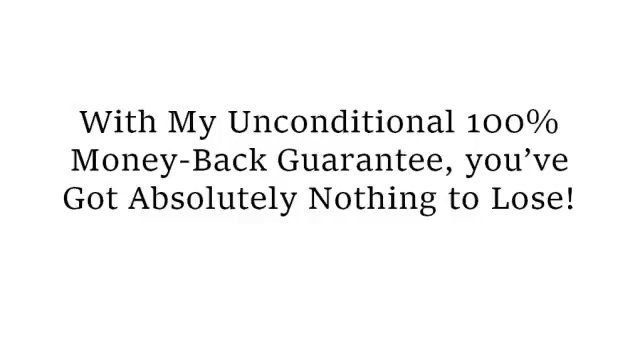 With My Unconditional 100%
Money-Back Guarantee, you’ve
Got Absolutely Nothing to Lose!